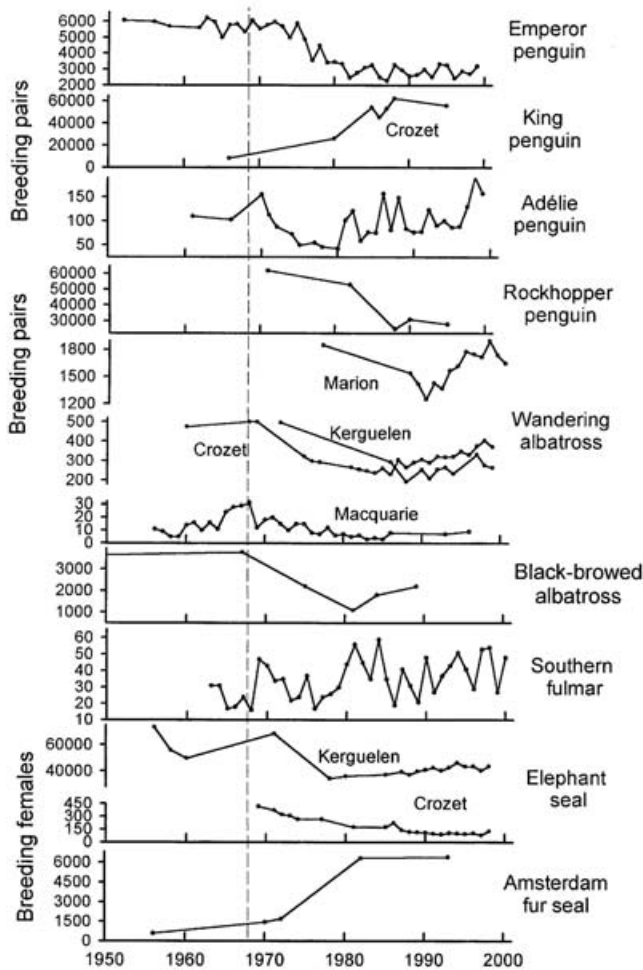 6000
5000
4000
3000
2000
Emperor
penguin
60000
40000
20000
0
Crozet
King
penguin
Breeding pairs
150
100
50
Adélie
penguin
60000
50000
40000
30000
Rockhopper
penguin
Breeding pairs
1800
1600
1400
1200
Marion
500
400
300
200
Crozet
Kerguelen
Wandering
albatross
30
20
10
0
Macquarie
3000
2000
1000
Black-browed
albatross
60
50
40
30
20
10
Southern
fulmar
Breeding females
60000
40000
Kerguelen
Elephant
seal
450
300
150
0
Crozet
6000
4500
3000
1500
0
Amsterdam
fur seal
1950 1960 1970 1980 1990 2000